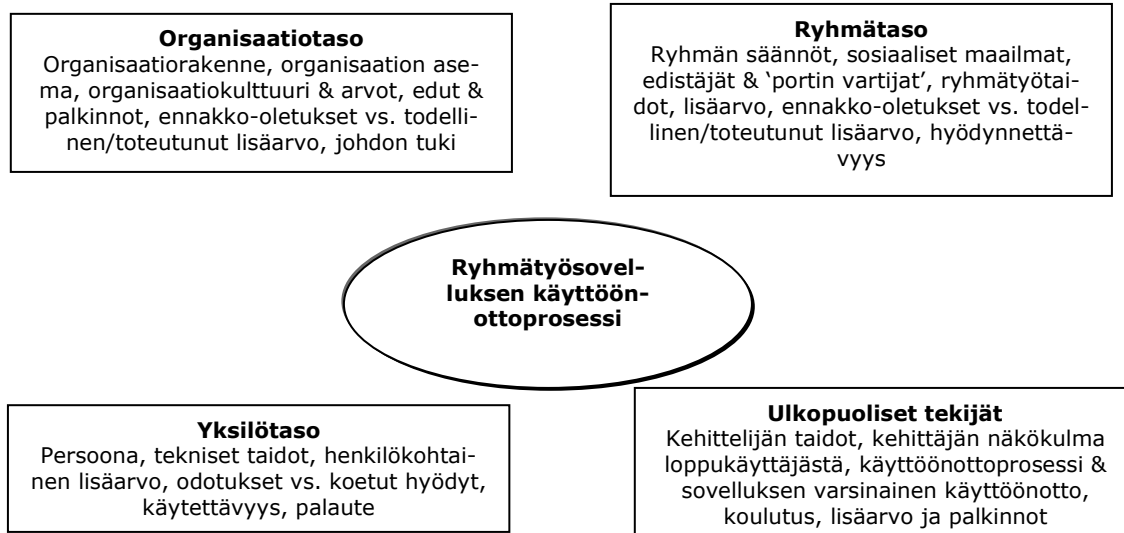 Organisaatiotaso
Organisaatiorakenne, organisaation ase-
ma, organisaatiokulttuuri & arvot, edut &
palkinnot, ennakko-oletukset vs. todelli-
nen/toteutunut lisäarvo, johdon tuki
Ryhmätaso
Ryhmän säännöt, sosiaaliset maailmat,
edistäjät & ‘portin vartijat’, ryhmätyötai-
dot, lisäarvo, ennakko-oletukset vs. todel-
linen/toteutunut lisäarvo, hyödynnettä-
vyys
Ryhmätyösovel-
luksen käyttöön-
ottoprosessi
Yksilötaso
Persoona, tekniset taidot, henkilökohtai-
nen lisäarvo, odotukset vs. koetut hyödyt,
käytettävyys, palaute
Ulkopuoliset tekijät
Kehittelijän taidot, kehittäjän näkökulma
loppukäyttäjästä, käyttöönottoprosessi &
sovelluksen varsinainen käyttöönotto,
koulutus, lisäarvo ja palkinnot